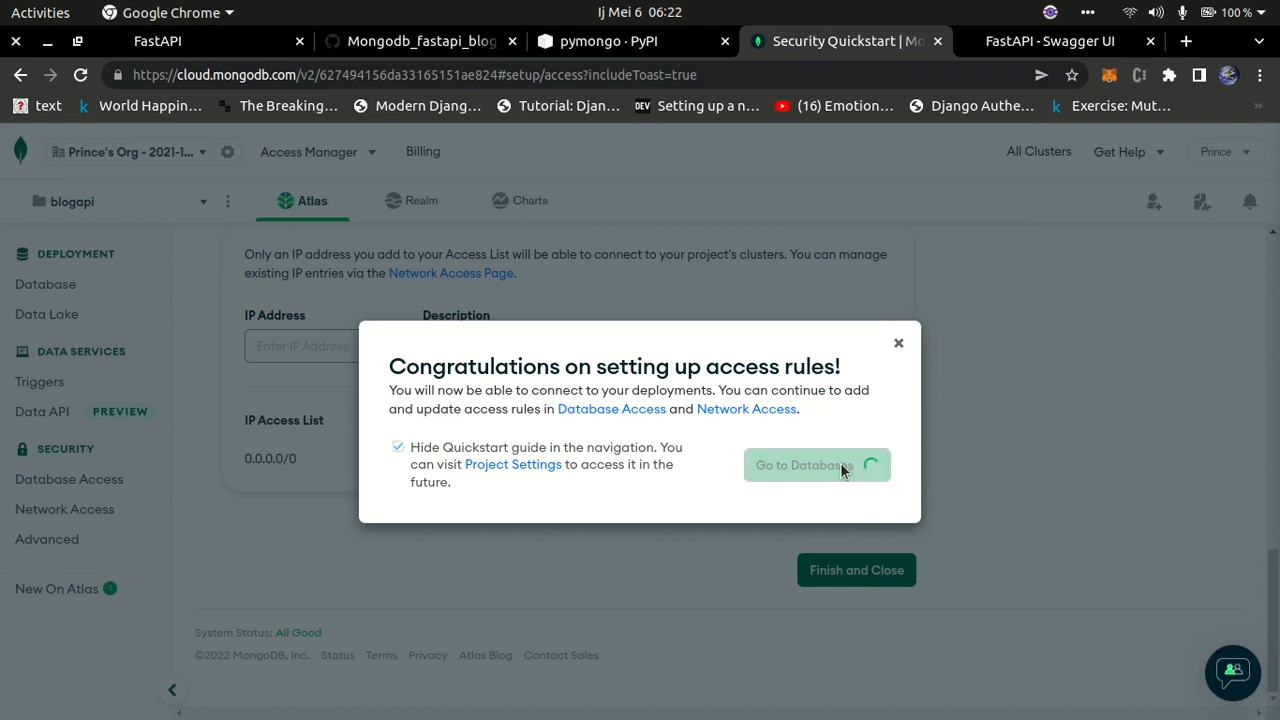 Activities
Google Chrome
Ij Mei 6 06:22
100 %
FastAPI
Mongodb_fastapi_blog
pymongo · PyPI
Security Quickstart | Mo
FastAPI - Swagger UI
https://cloud.mongodb.com/v2/627494156da33165151ae824#setup/access?includeToast=true
text
World Happin...
The Breaking...
Modern Djang...
Tutorial: Djan...
DEV
Setting up a n...
(16) Emotion...
Django Authe...
Exercise: Mut...
»
Prince's Org - 2021-1...
Access Manager
Billing
All Clusters
Get Help
Prince
blogapi
Atlas
Realm
Charts
DEPLOYMENT
Database
Data Lake
DATA SERVICES
Triggers
Data API PREVIEW
SECURITY
Database Access
Network Access
Advanced
New On Atlas
Only an IP address you add to your Access List will be able to connect to your project's clusters. You can manage
existing IP entries via the Network Access Page.
IP Address
Description
Enter IP Address
IP Access List
0.0.0.0/0
Congratulations on setting up access rules!
You will now be able to connect to your deployments. You can continue to add
and update access rules in Database Access and Network Access.
Hide Quickstart guide in the navigation. You
can visit Project Settings to access it in the
future.
Go to Databases
Finish and Close
System Status: All Good
©2022 MongoDB, Inc.
Status
Terms
Privacy
Atlas Blog
Contact Sales